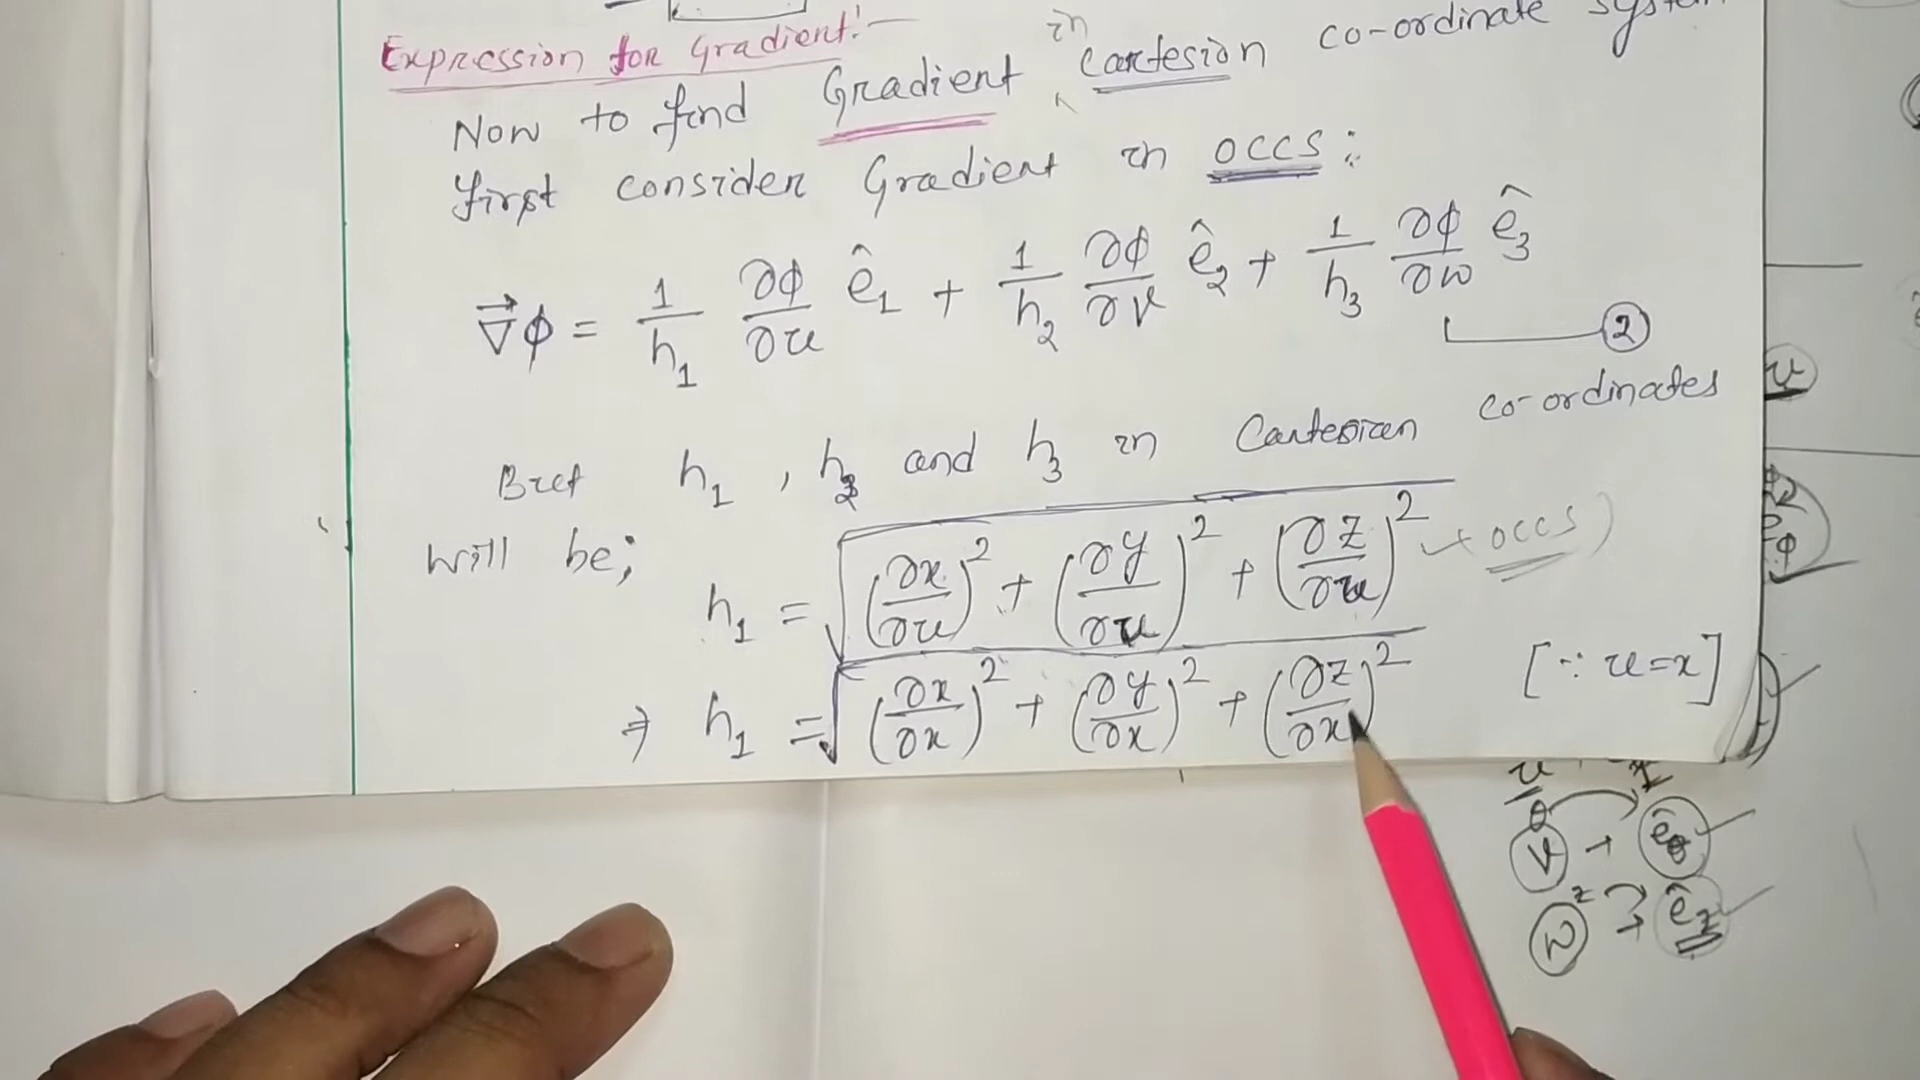 Expression for Gradient:-
Now to find Gradient in Cartesion co-ordinate system
first consider Gradient in OCCS :
∇⃗ϕ = 1/h₁ ∂ϕ/∂u ê₁ + 1/h₂ ∂ϕ/∂v ê₂ + 1/h₃ ∂ϕ/∂w ê₃
②
But h₁ , h₂ and h₃ in Cartesian co-ordinates
will be;
h₁ = √((∂x/∂u)² + (∂y/∂u)² + (∂z/∂u)²) (OCCS)
⇒ h₁ = √((∂x/∂x)² + (∂y/∂x)² + (∂z/∂x)²) [∵ u=x]
u
v → ê
w z → ê_z